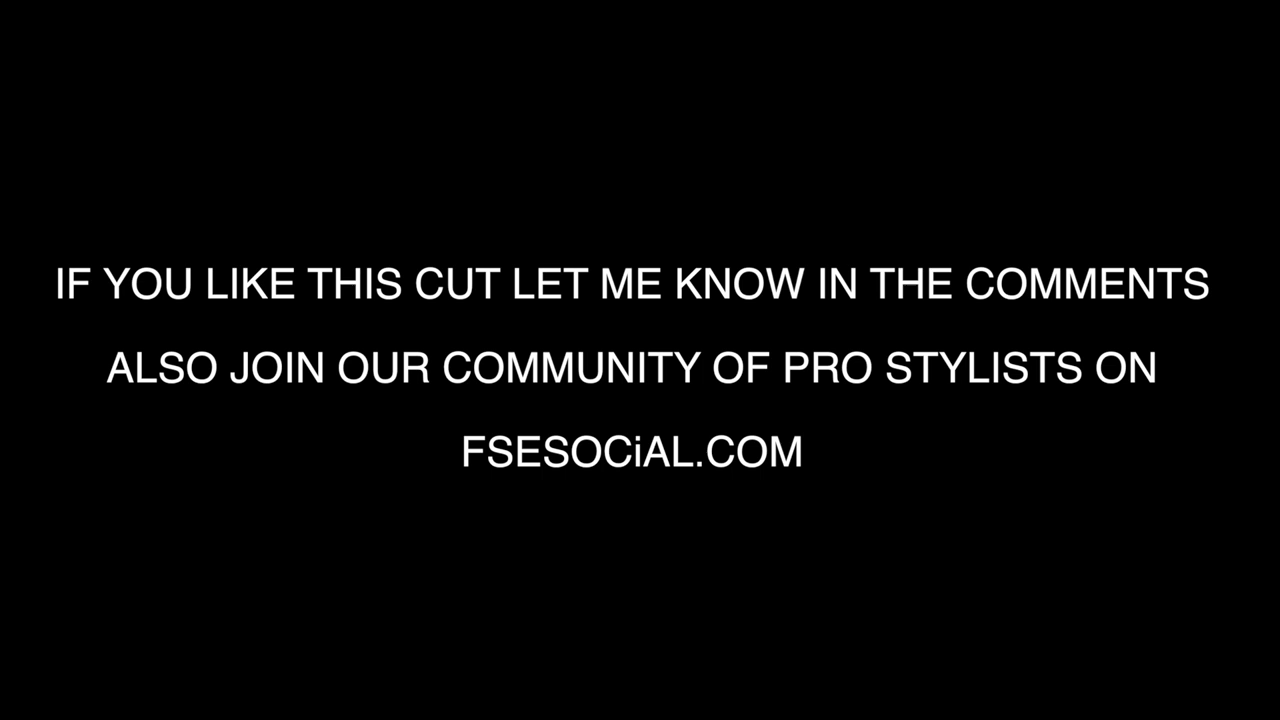 IF YOU LIKE THIS CUT LET ME KNOW IN THE COMMENTS
ALSO JOIN OUR COMMUNITY OF PRO STYLISTS ON
FSESOCiAL.COM